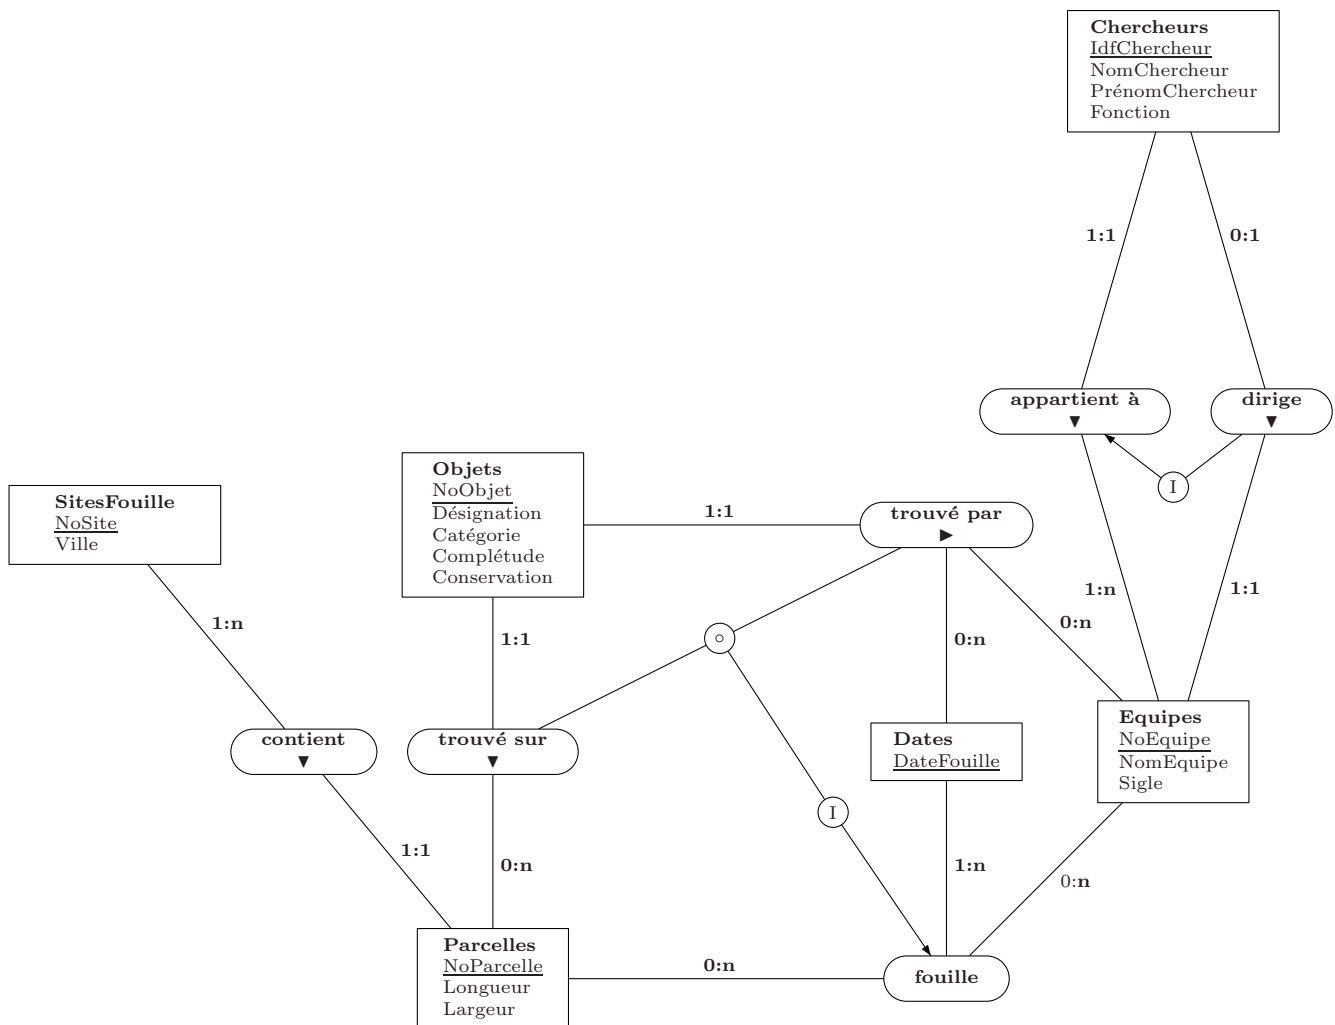 Chercheurs
IdfChercheur
NomChercheur
PrénomChercheur
Fonction
1:1
0:1
appartient à
▼
dirige
▼
I
SitesFouille
NoSite
Ville
Objets
NoObjet
Désignation
Catégorie
Complétude
Conservation
1:1
trouvé par
▶
1:n
1:1
1:n
1:1
0:n
0:n
contient
▼
trouvé sur
▼
Dates
DateFouille
Equipes
NoEquipe
NomEquipe
Sigle
I
1:1
0:n
1:n
0:n
Parcelles
NoParcelle
Longueur
Largeur
0:n
fouille